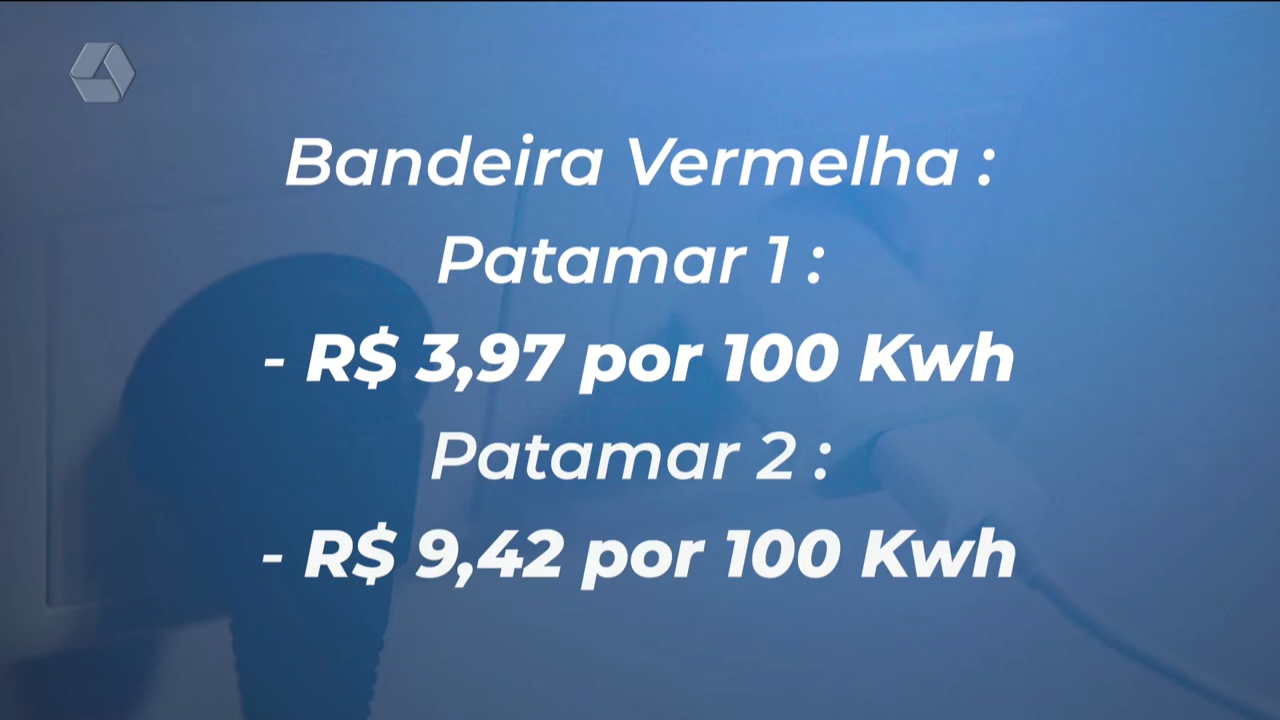 Bandeira Vermelha :
Patamar 1 :
- R$ 3,97 por 100 Kwh
Patamar 2 :
- R$ 9,42 por 100 Kwh